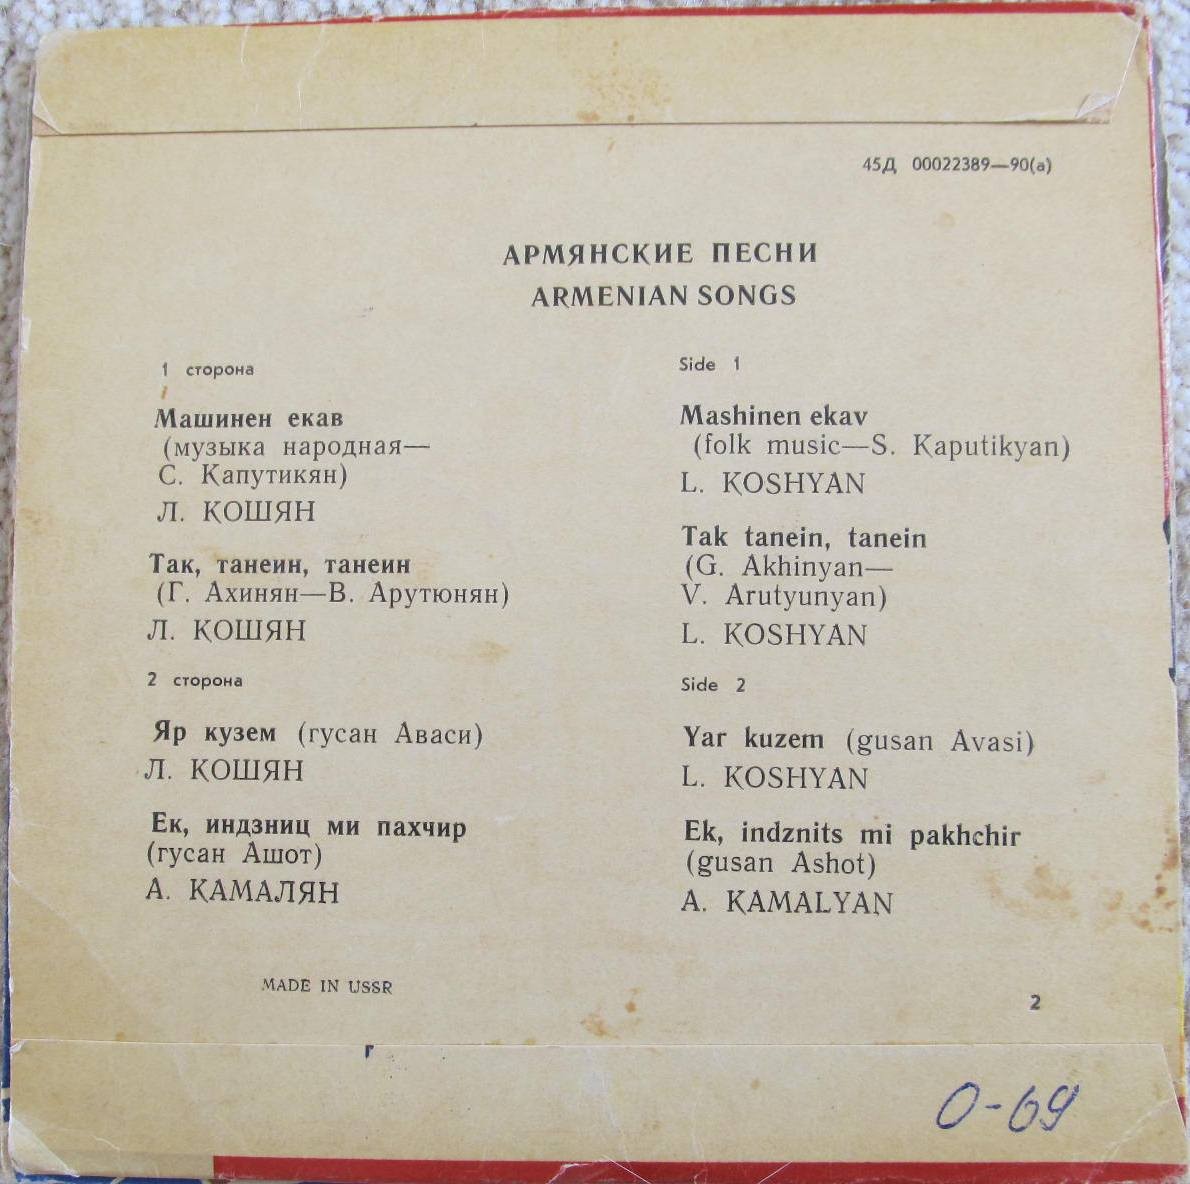 45Д 00022389—90(а)
АРМЯНСКИЕ ПЕСНИ
ARMENIAN SONGS
1 сторона
Машинен екав
(музыка народная—
С. Капутикян)
Л. КОШЯН
Так, танеин, танеин
(Г. Ахинян—В. Арутюнян)
Л. КОШЯН
2 сторона
Яр кузем (гусан Аваси)
Л. КОШЯН
Ек, индзниц ми пахчир
(гусан Ашот)
А. КАМАЛЯН
Side 1
Mashinen ekav
(folk music—S. Kaputikyan)
L. KOSHYAN
Tak tanein, tanein
(G. Akhinyan—
V. Arutyunyan)
L. KOSHYAN
Side 2
Yar kuzem (gusan Avasi)
L. KOSHYAN
Ek, indznits mi pakhchir
(gusan Ashot)
A. KAMALYAN
MADE IN USSR
2
г
О-69